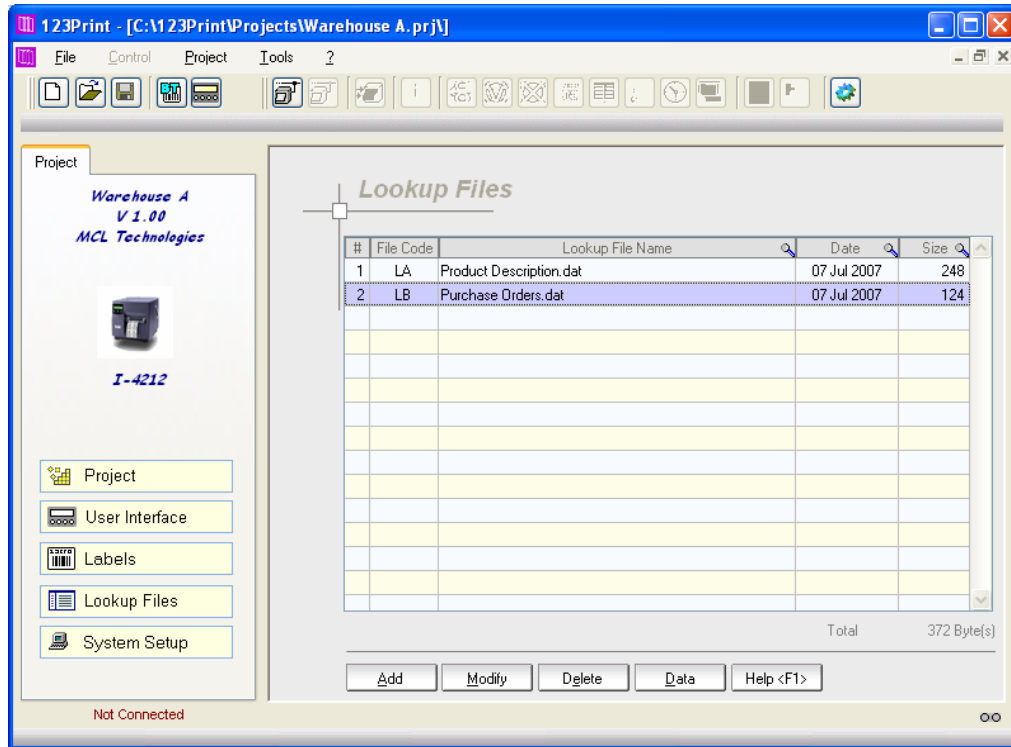 123Print - [C:\123Print\Projects\Warehouse A.prj\]
File Control Project Tools ?
Project
Warehouse A
V 1.00
MCL Technologies
I-4212
Project
User Interface
Labels
Lookup Files
System Setup
Not Connected
Lookup Files
# File Code Lookup File Name Date Size
1 LA Product Description.dat 07 Jul 2007 248
2 LB Purchase Orders.dat 07 Jul 2007 124
Total 372 Byte(s)
Add Modify Delete Data Help <F1>